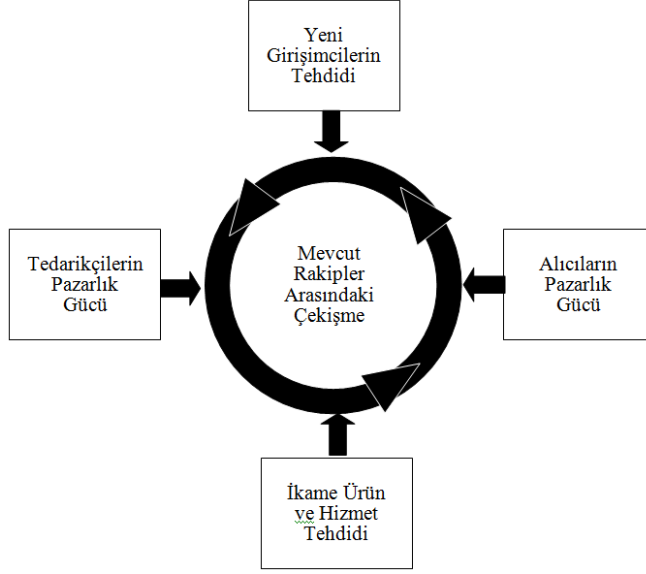 Yeni
Girişimcilerin
Tehdidi
Tedarikçilerin
Pazarlık
Gücü
Mevcut
Rakipler
Arasındaki
Çekişme
Alıcıların
Pazarlık
Gücü
İkame Ürün
ve Hizmet
Tehdidi